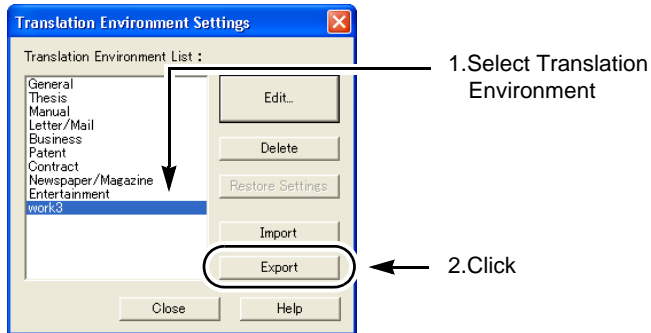 Translation Environment Settings
Translation Environment List :
General
Thesis
Manual
Letter/Mail
Business
Patent
Contract
Newspaper/Magazine
Entertainment
work3
Edit...
Delete
Restore Settings
Import
Export
Close
Help
1.Select Translation
Environment
2.Click